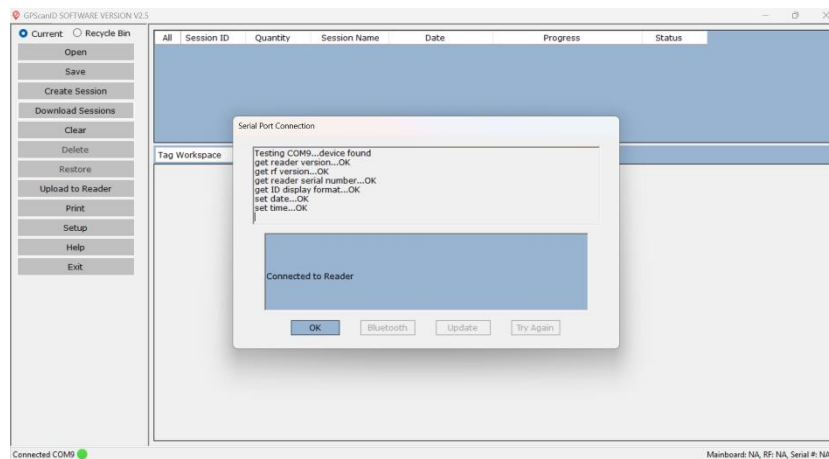 GPScanID SOFTWARE VERSION V2.5
Current Recycle Bin
Open
Save
Create Session
Download Sessions
Clear
Delete
Restore
Upload to Reader
Print
Setup
Help
Exit
All Session ID Quantity Session Name Date Progress Status
Tag Workspace
Serial Port Connection
Testing COM9...device found
get reader version...OK
get rf version...OK
get reader serial number...OK
get ID display format...OK
set date...OK
set time...OK
Connected to Reader
OK Bluetooth Update Try Again
Connected COM9
Mainboard: NA, RF: NA, Serial #: NA